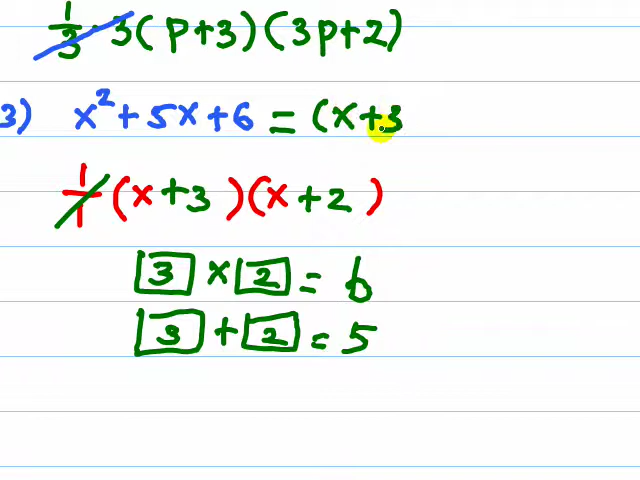 1/3 · 3(p+3)(3p+2)
3) x²+5x+6 = (x+3
1/1 (x+3)(x+2)
3 × 2 = 6
3 + 2 = 5